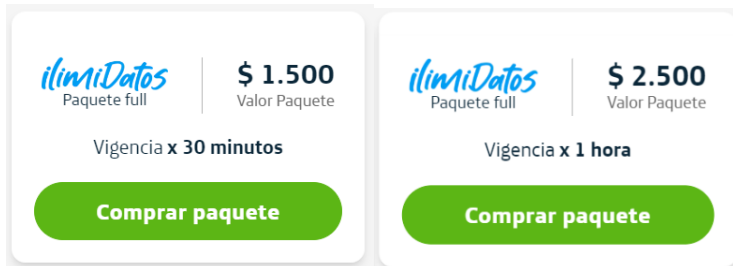 ilimiDatos
Paquete full
$ 1.500
Valor Paquete
Vigencia x 30 minutos
Comprar paquete
ilimiDatos
Paquete full
$ 2.500
Valor Paquete
Vigencia x 1 hora
Comprar paquete